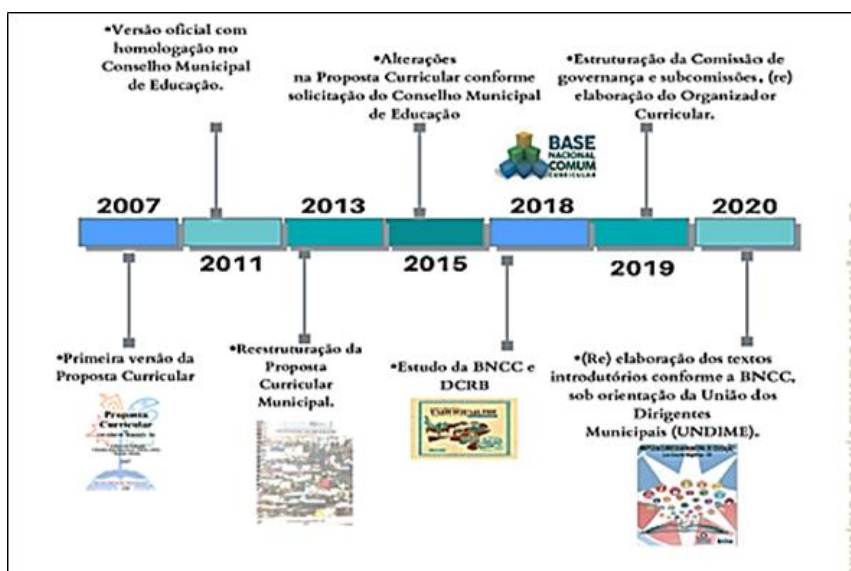 •Versão oficial com
homologação no
Conselho Municipal
de Educação.
•Alterações
na Proposta Curricular conforme
solicitação do Conselho Municipal
de Educação
•Estruturação da Comissão de
governança e subcomissões, (re)
elaboração do Organizador
Curricular.
BASE
NACIONAL
COMUM
CURRICULAR
2007
2013
2018
2020
2011
2015
2019
•Primeira versão da
Proposta Curricular
•Reestruturação da
Proposta
Curricular
Municipal.
•Estudo da BNCC e
DCRB
•(Re) elaboração dos textos
introdutórios conforme a BNCC,
sob orientação da União dos
Dirigentes
Municipais (UNDIME).
Proposta
Curricular